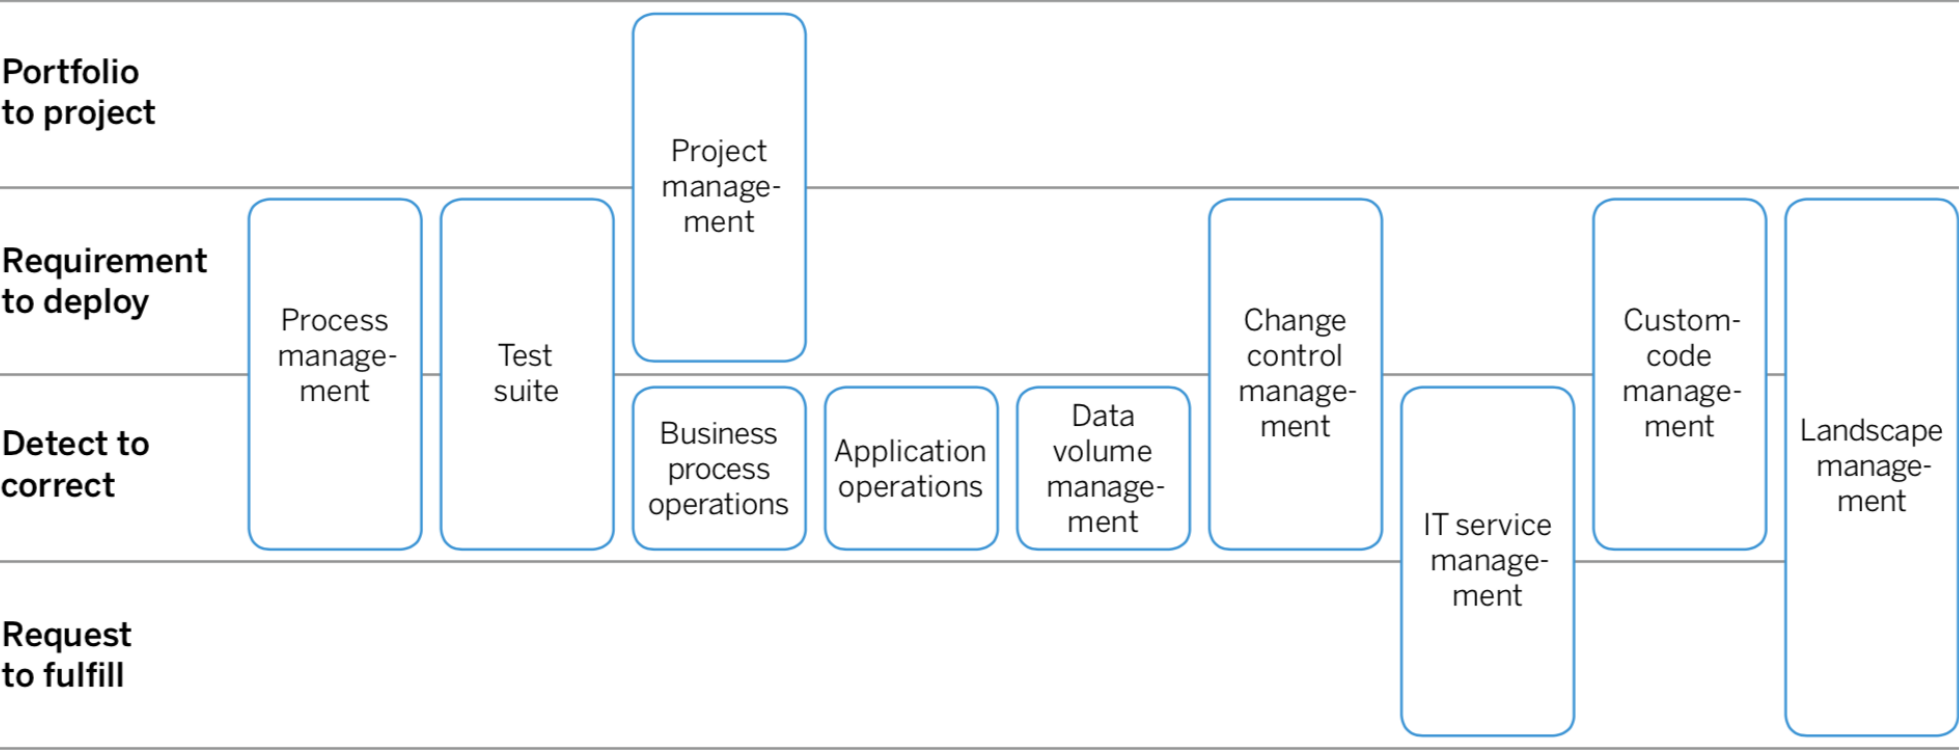 Portfolio
to project
Project
manage-
ment
Requirement
to deploy
Process
manage-
ment
Test
suite
Change
control
manage-
ment
Custom-
code
manage-
ment
Landscape
manage-
ment
Detect to
correct
Business
process
operations
Application
operations
Data
volume
manage-
ment
IT service
manage-
ment
Request
to fulfill